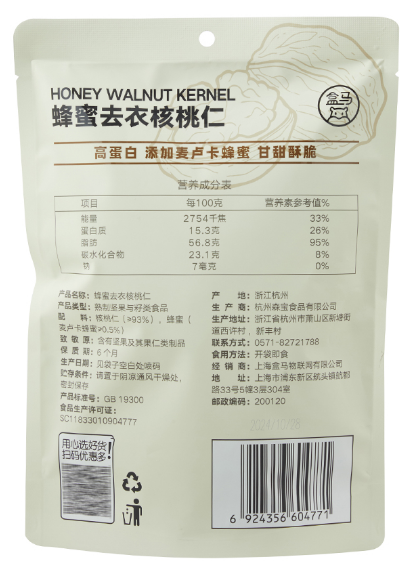 HONEY WALNUT KERNEL
蜂蜜去衣核桃仁
盒马
高蛋白 添加麦卢卡蜂蜜 甘甜酥脆
营养成分表
项目 每100克 营养素参考值%
能量 2754千焦 33%
蛋白质 15.3克 26%
脂肪 56.8克 95%
碳水化合物 23.1克 8%
钠 7毫克 0%
产品名称：蜂蜜去衣核桃仁
产品类型：熟制坚果与籽类食品
配 料：核桃仁（≥93%），蜂蜜（
麦卢卡蜂蜜≥0.5%）
致 敏 源：含有坚果及其果仁类制品
保 质 期：6个月
生产日期：见袋子空白处喷码
贮存条件：请置于阴凉通风干燥处，
密封保存
产品标准号：GB 19300
食品生产许可证：
SC11833010904777
产 地：浙江杭州
生 产 商：杭州森宝食品有限公司
生产地址：浙江省杭州市萧山区新塘街
道西许村、新丰村
联系方式：0571-82721788
食用方法：开袋即食
经 销 商：上海盒马物联网有限公司
地 址：上海市浦东新区航头镇航都
路33号5幢3层304室
邮政编码：200120
用心选好货
扫码优惠多
6 924356 604771